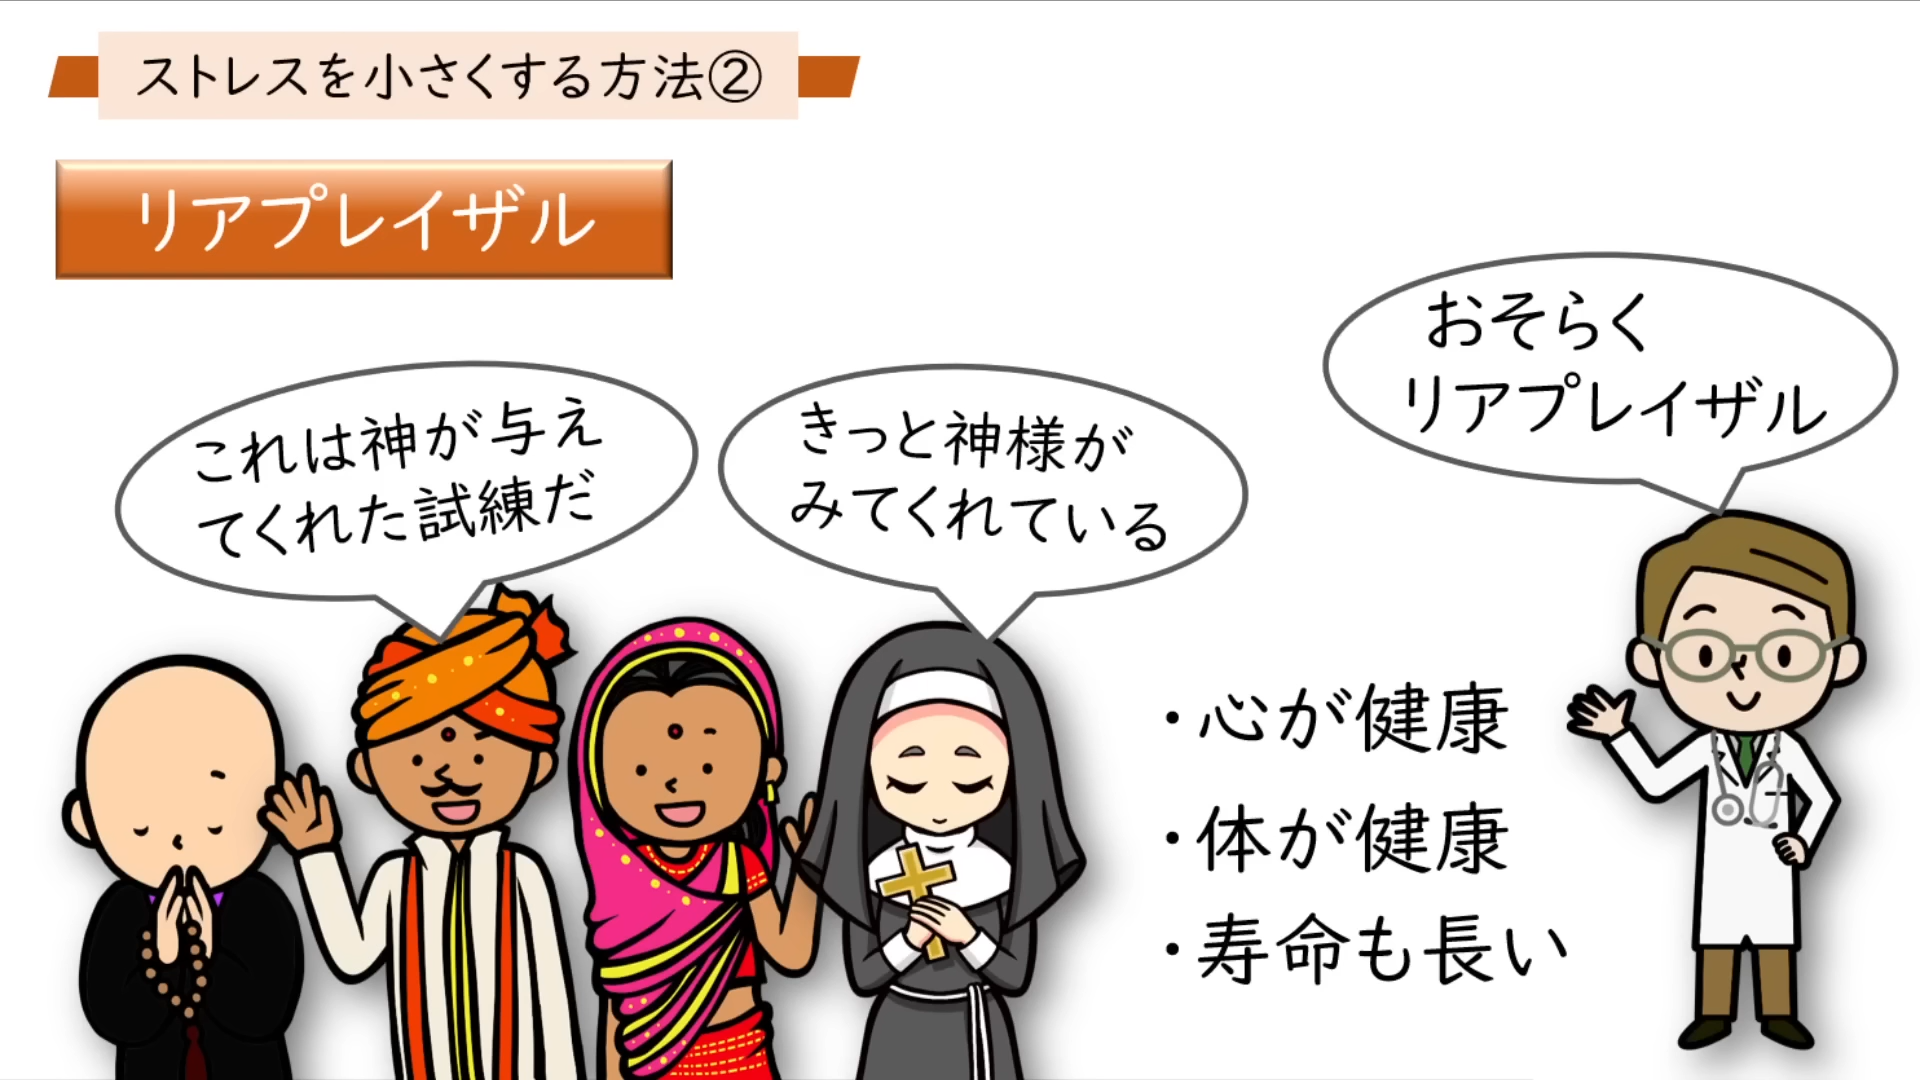 ストレスを小さくする方法②
リアプレイザル
これは神が与え
てくれた試練だ
きっと神様が
みてくれている
おそらく
リアプレイザル
・心が健康
・体が健康
・寿命も長い